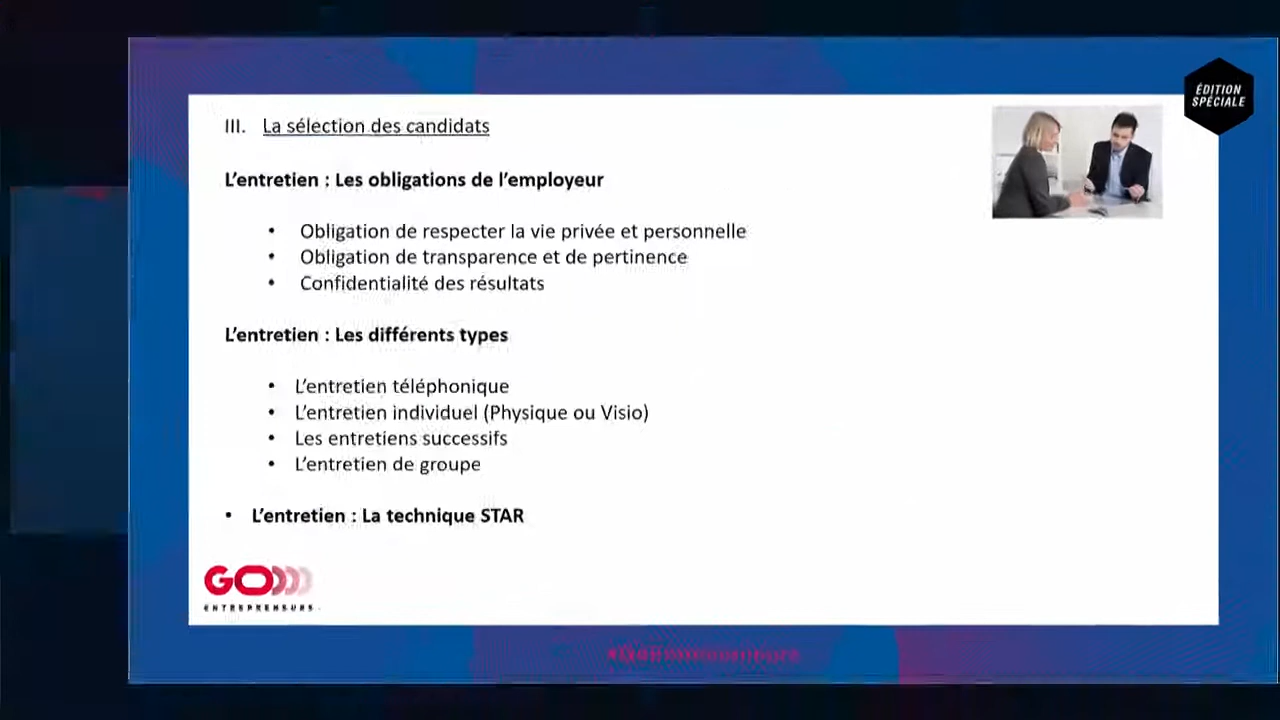 ÉDITION
SPÉCIALE
III. La sélection des candidats
L’entretien : Les obligations de l’employeur
• Obligation de respecter la vie privée et personnelle
• Obligation de transparence et de pertinence
• Confidentialité des résultats
L’entretien : Les différents types
• L’entretien téléphonique
• L’entretien individuel (Physique ou Visio)
• Les entretiens successifs
• L’entretien de groupe
• L’entretien : La technique STAR
GO
ENTREPRENEURS